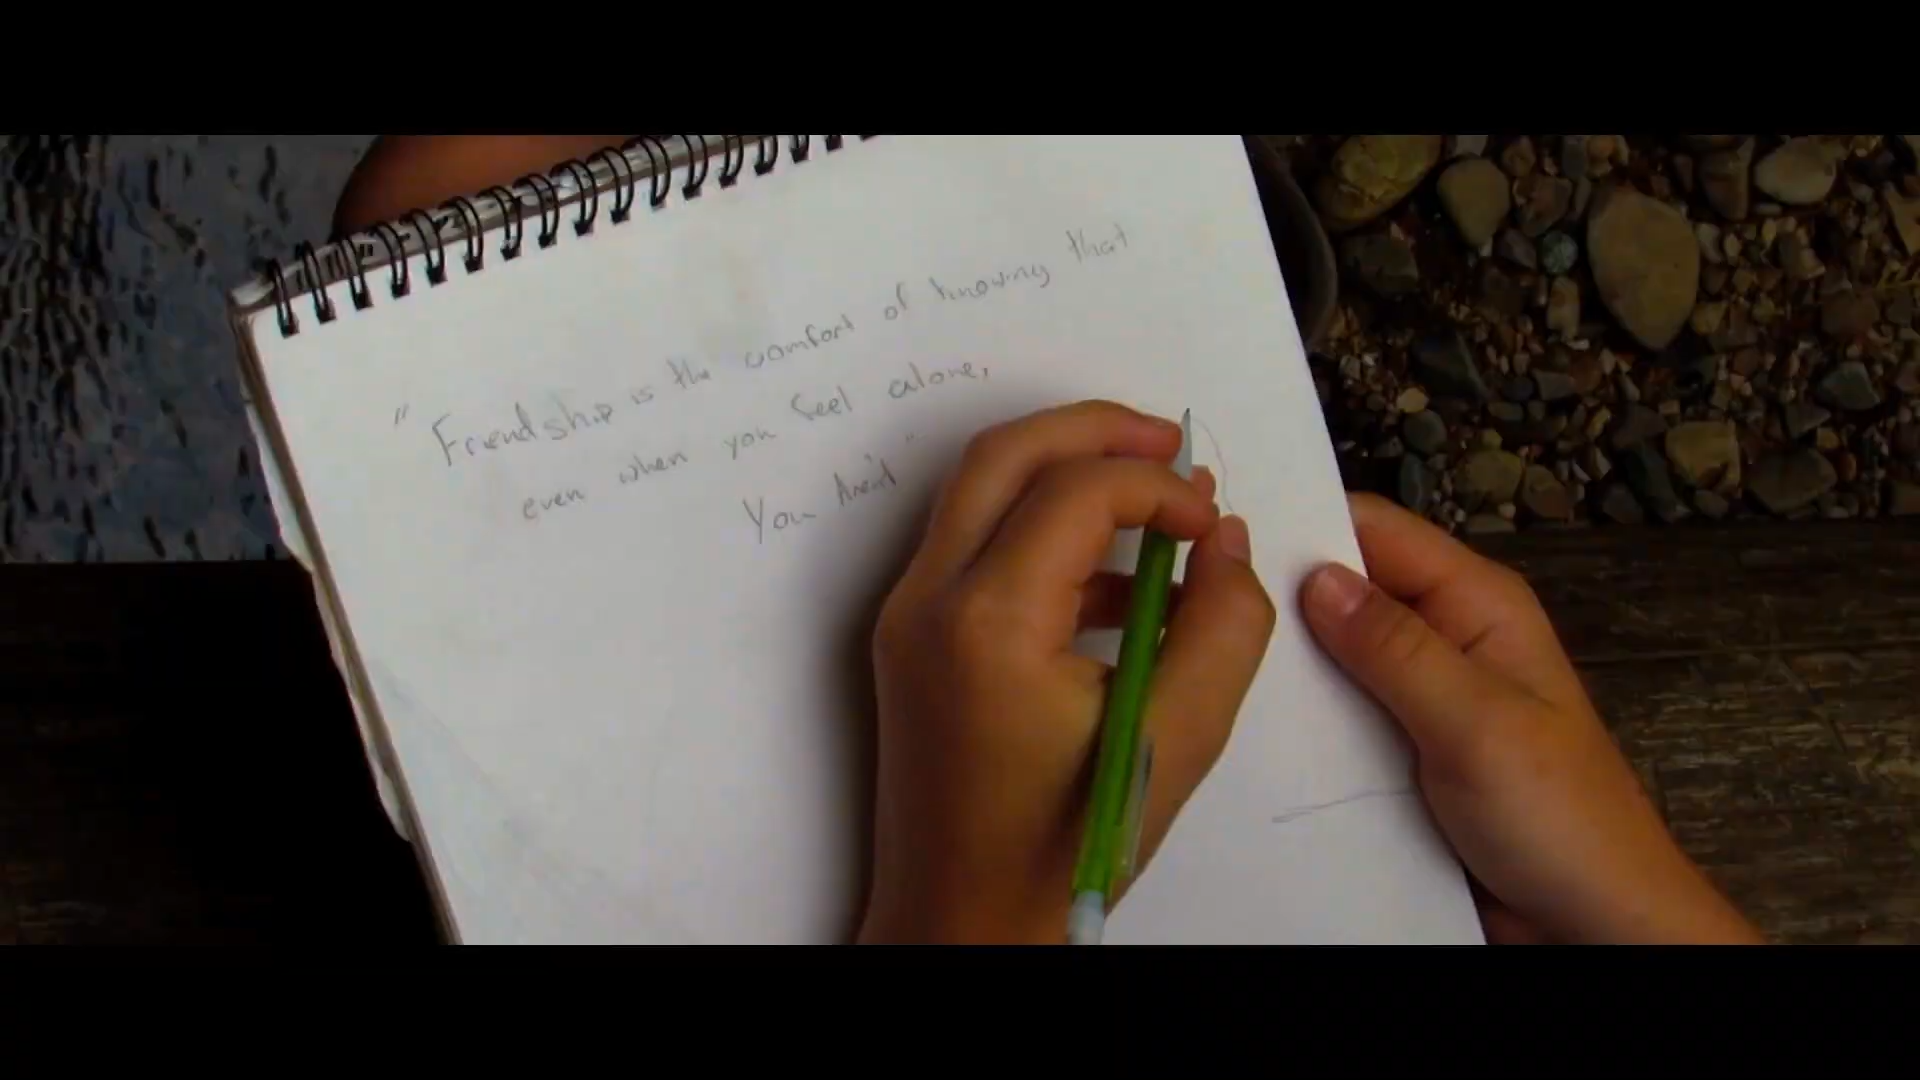 "Friendship is the comfort of knowing that
even when you feel alone,
You Aren't"